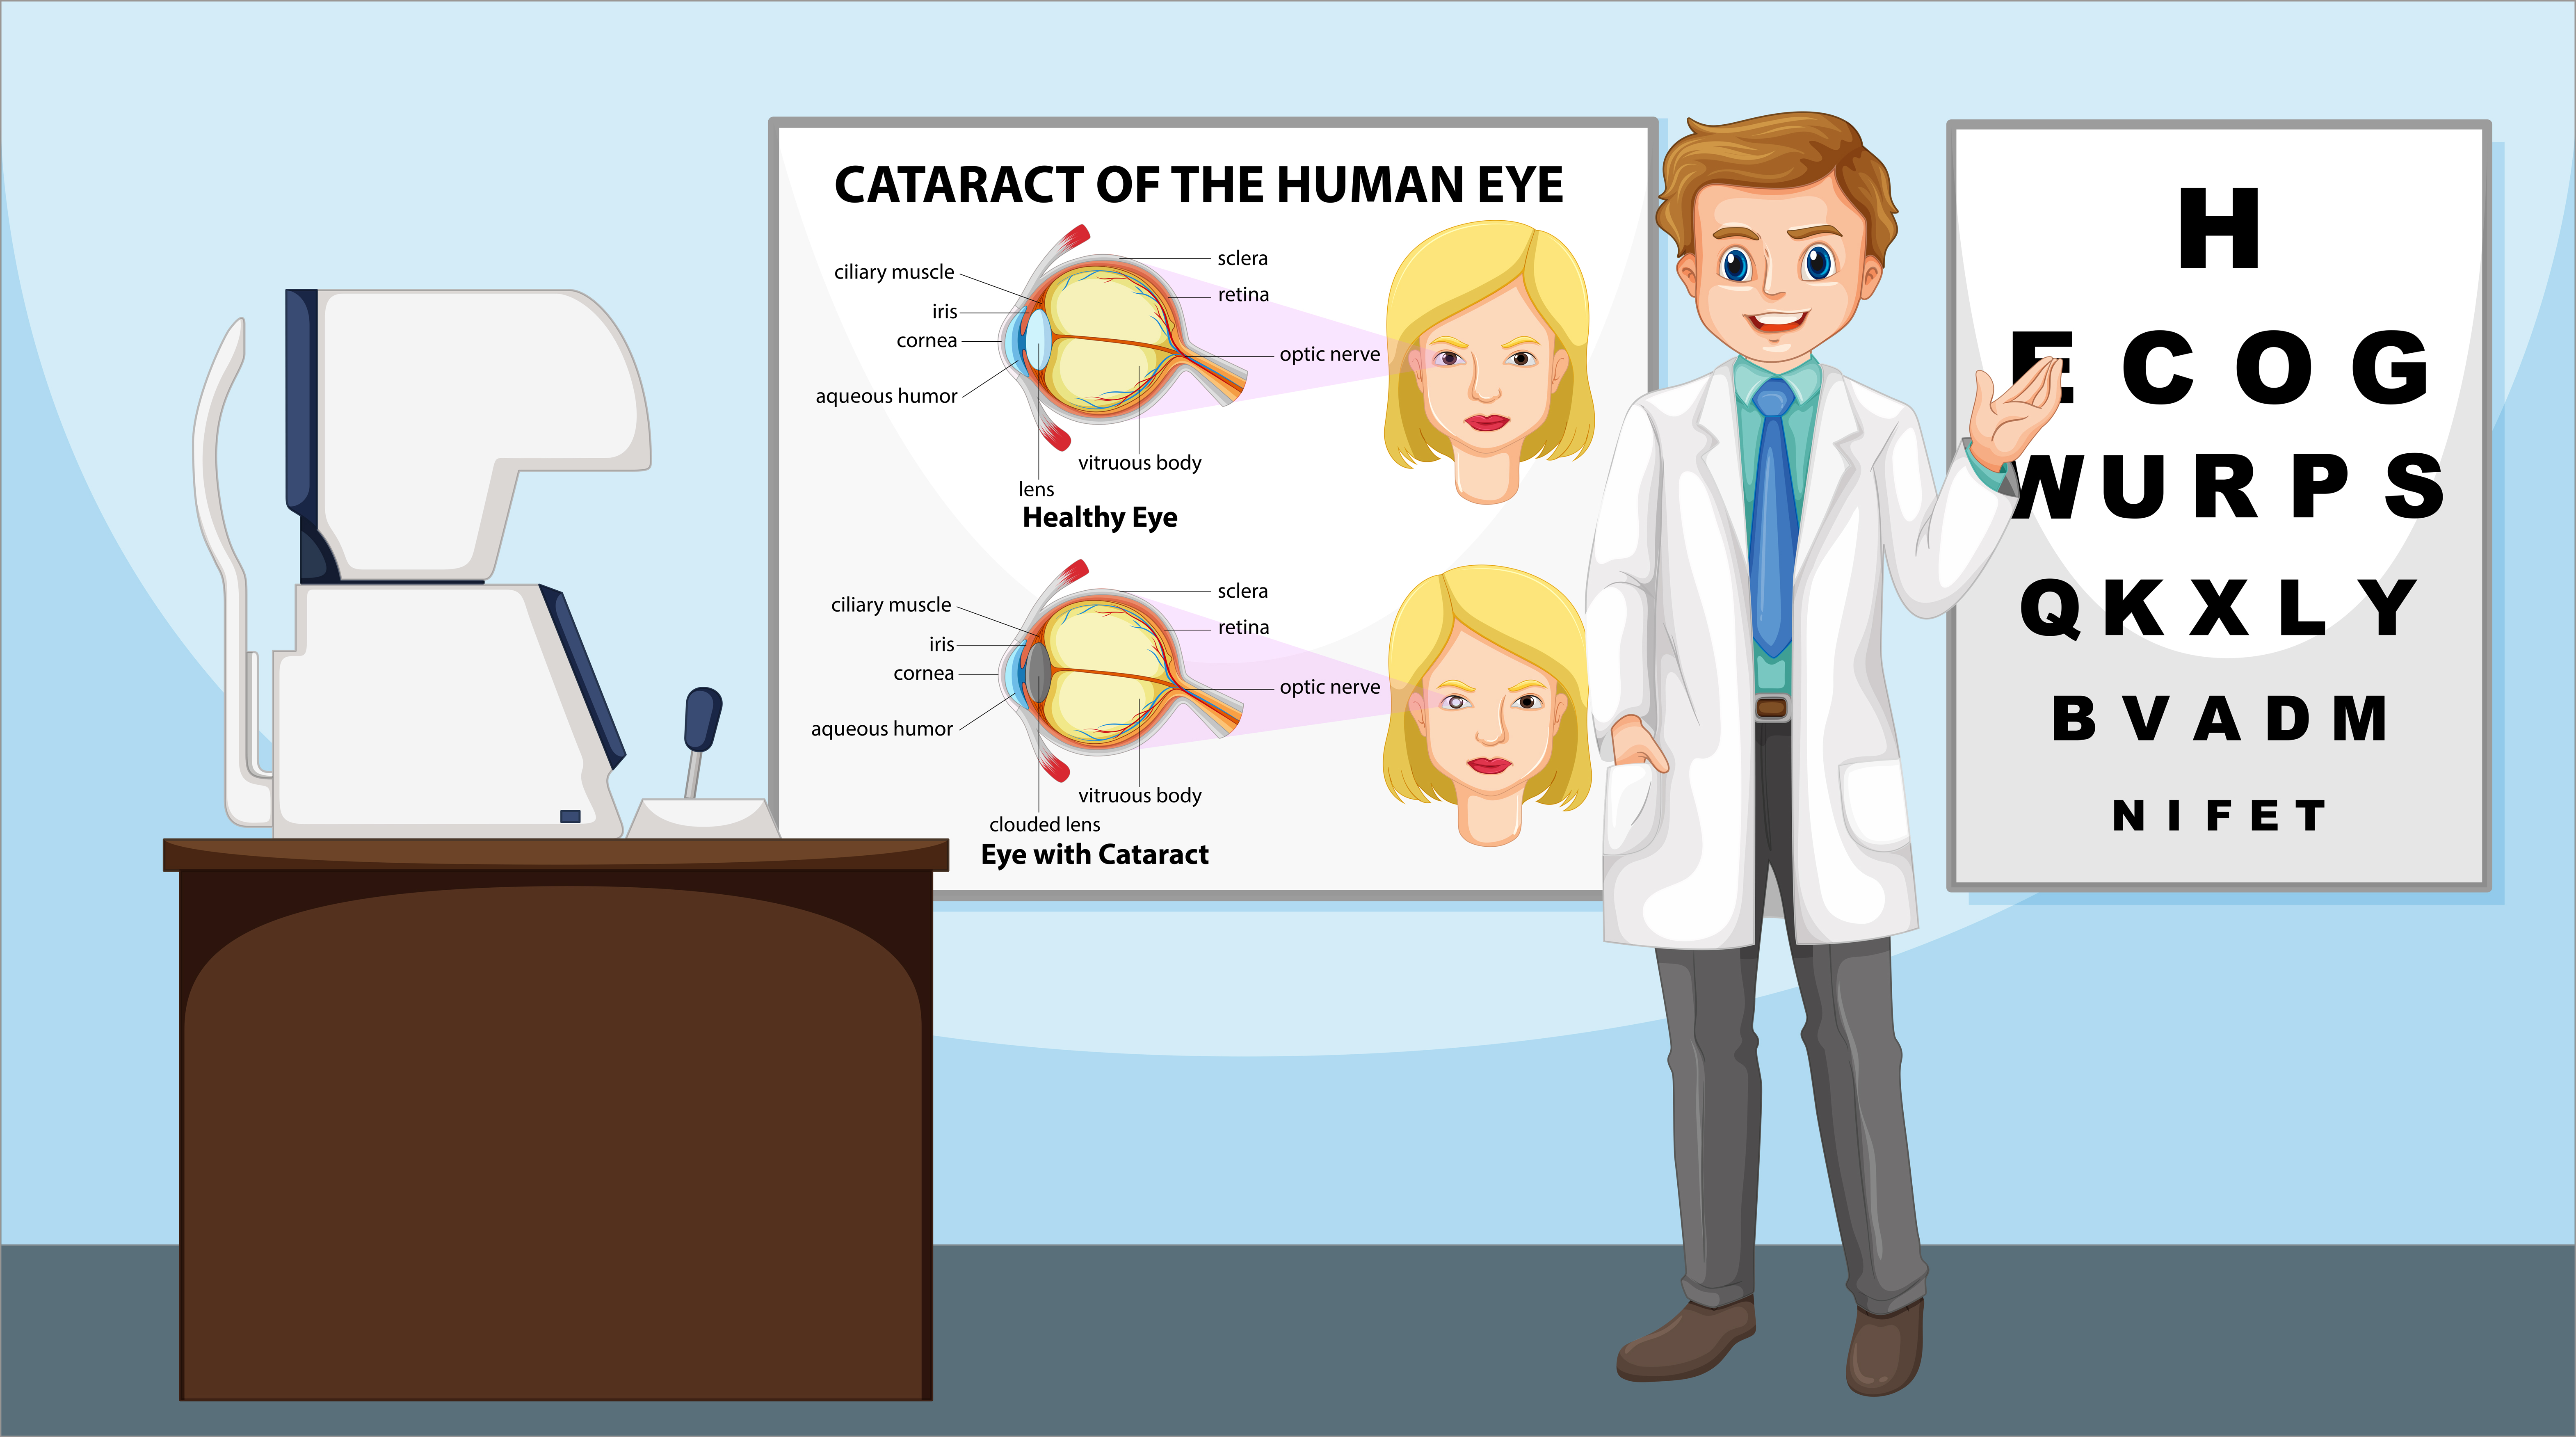 CATARACT OF THE HUMAN EYE
ciliary muscle
iris
cornea
aqueous humor
lens
vitruous body
sclera
retina
optic nerve
Healthy Eye
ciliary muscle
iris
cornea
aqueous humor
clouded lens
vitruous body
sclera
retina
optic nerve
Eye with Cataract
H
E C O G
W U R P S
Q K X L Y
B V A D M
N I F E T